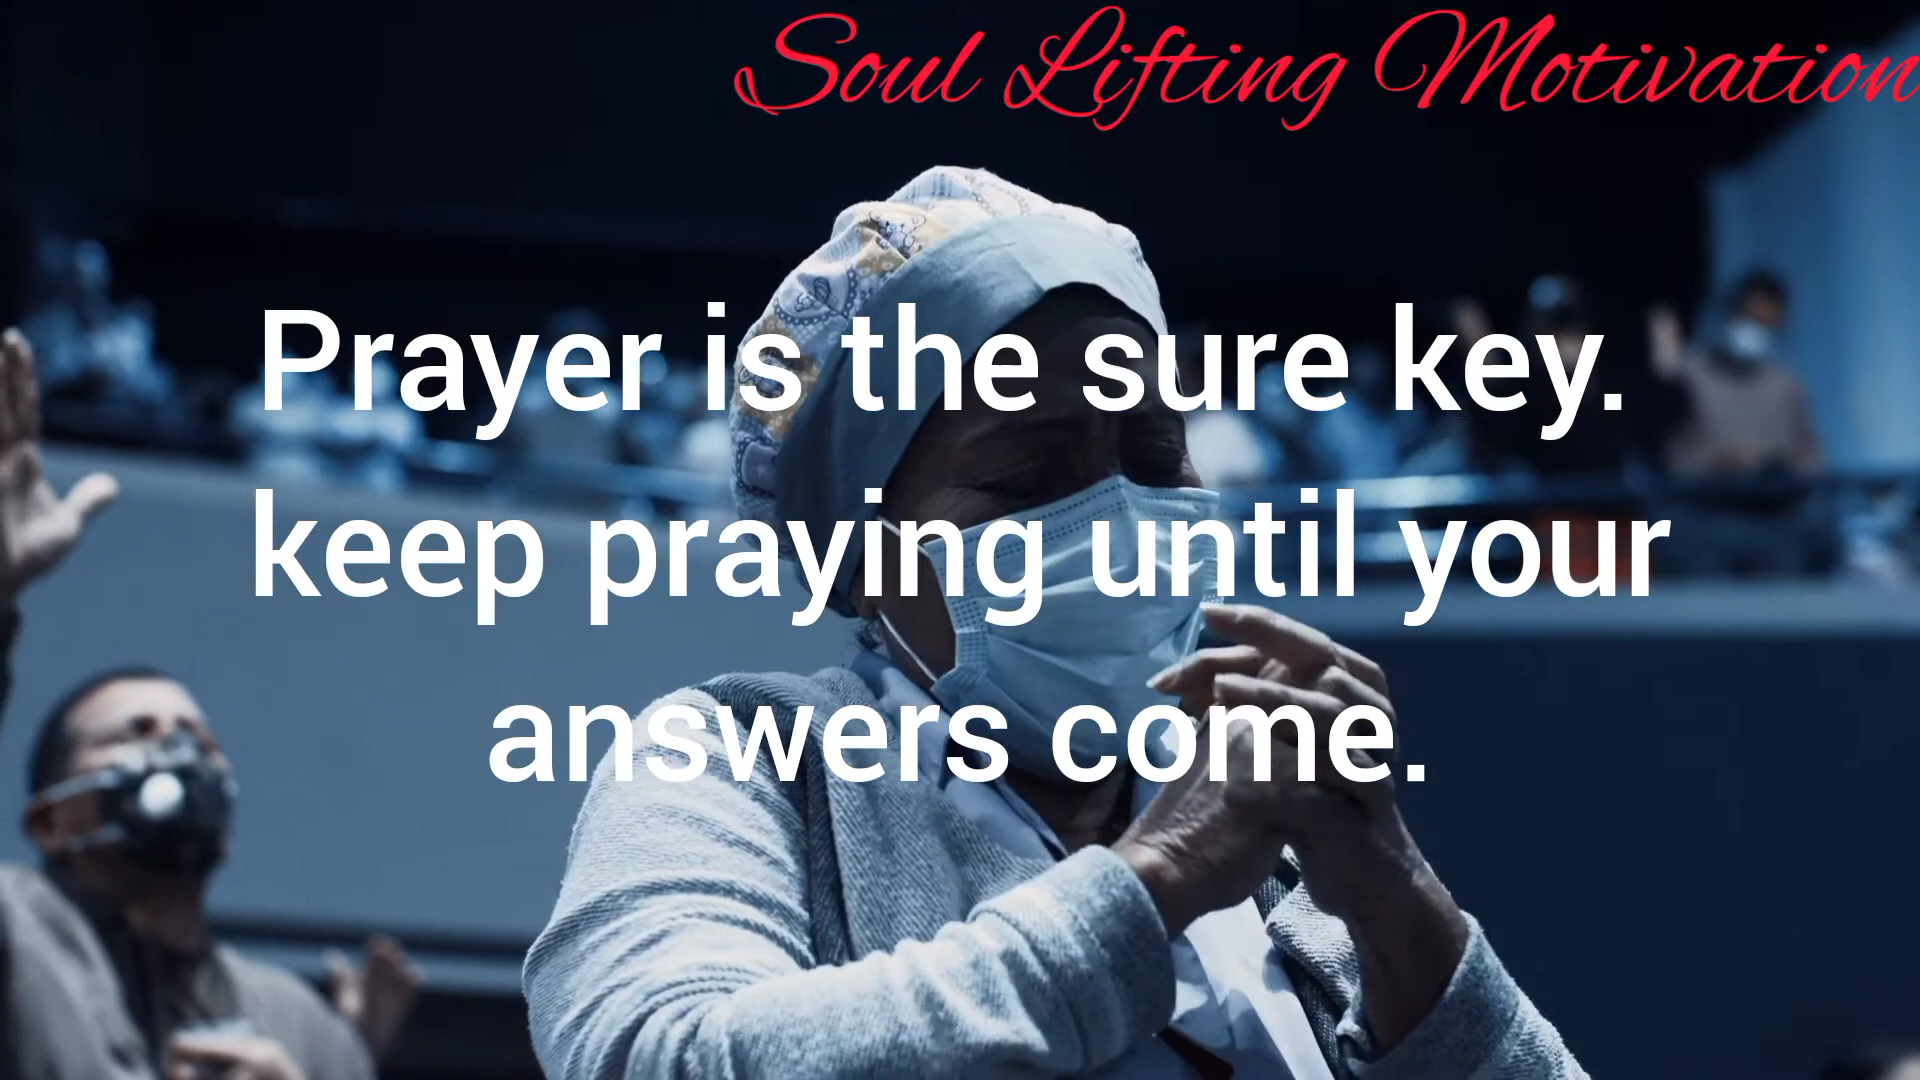 Soul Lifting Motivation
Prayer is the sure key.
keep praying until your
answers come.